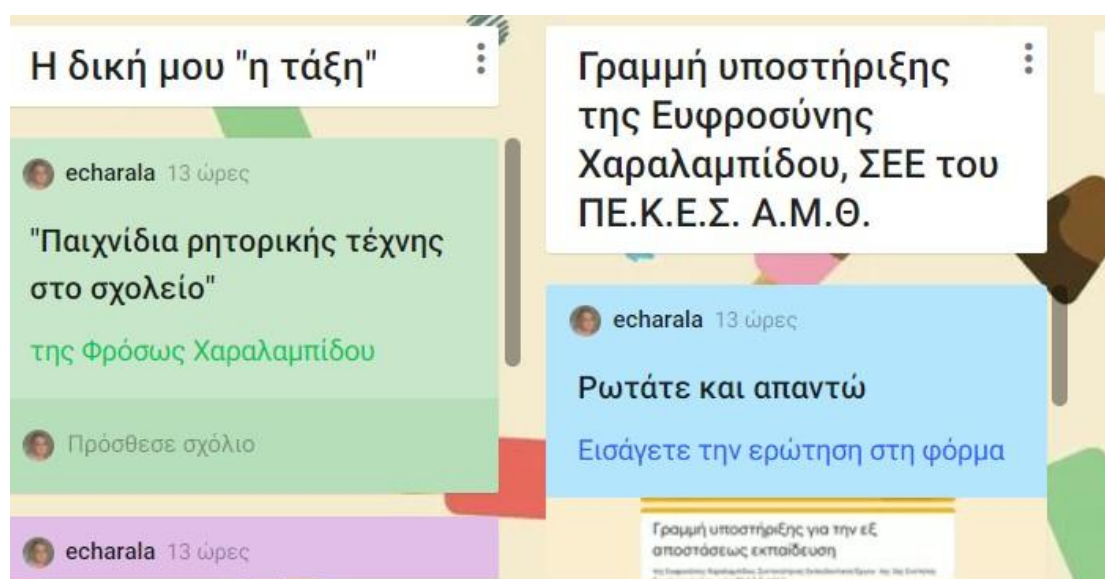 Η δική μου "η τάξη"
echarala 13 ώρες
"Παιχνίδια ρητορικής τέχνης
στο σχολείο"
της Φρόσως Χαραλαμπίδου
Πρόσθεσε σχόλιο
echarala 13 ώρες
Γραμμή υποστήριξης
της Ευφροσύνης
Χαραλαμπίδου, ΣΕΕ του
ΠΕ.Κ.Ε.Σ. Α.Μ.Θ.
echarala 13 ώρες
Ρωτάτε και απαντώ
Εισάγετε την ερώτηση στη φόρμα
Γραμμή υποστήριξης για την εξ
αποστάσεως εκπαίδευση